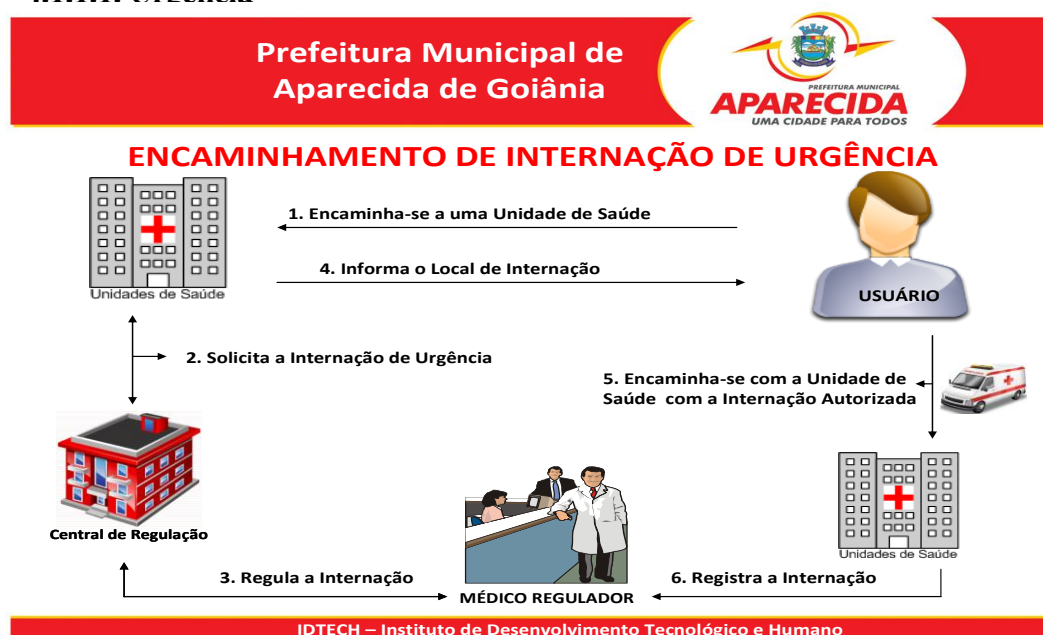 Urgência
Prefeitura Municipal de
Aparecida de Goiânia
PREFEITURA MUNICIPAL
APARECIDA
UMA CIDADE PARA TODOS
ENCAMINHAMENTO DE INTERNAÇÃO DE URGÊNCIA
1. Encaminha-se a uma Unidade de Saúde
4. Informa o Local de Internação
Unidades de Saúde
USUÁRIO
2. Solicita a Internação de Urgência
5. Encaminha-se com a Unidade de
Saúde com a Internação Autorizada
Central de Regulação
Unidades de Saúde
3. Regula a Internação
6. Registra a Internação
MÉDICO REGULADOR
IDTECH – Instituto de Desenvolvimento Tecnológico e Humano